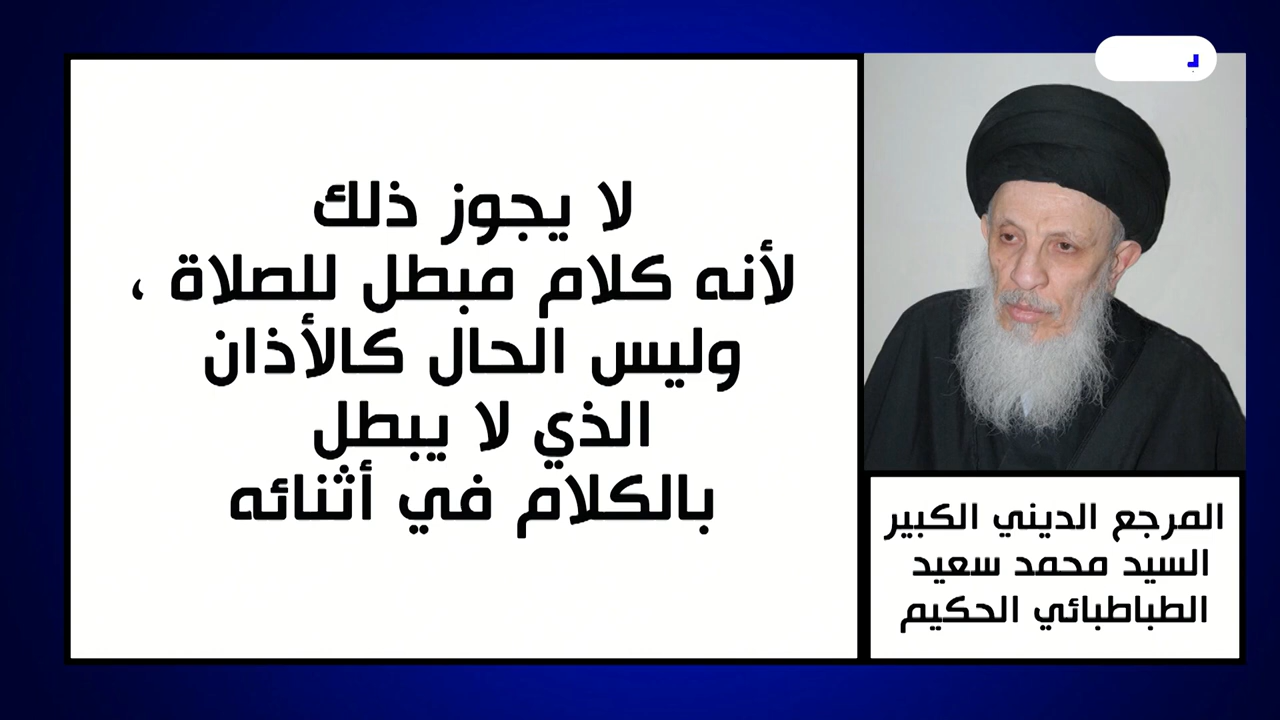 لا يجوز ذلك
لأنه كلام مبطل للصلاة ،
وليس الحال كالأذان
الذي لا يبطل
بالكلام في أثنائه
المرجع الديني الكبير
السيد محمد سعيد
الطباطبائي الحكيم